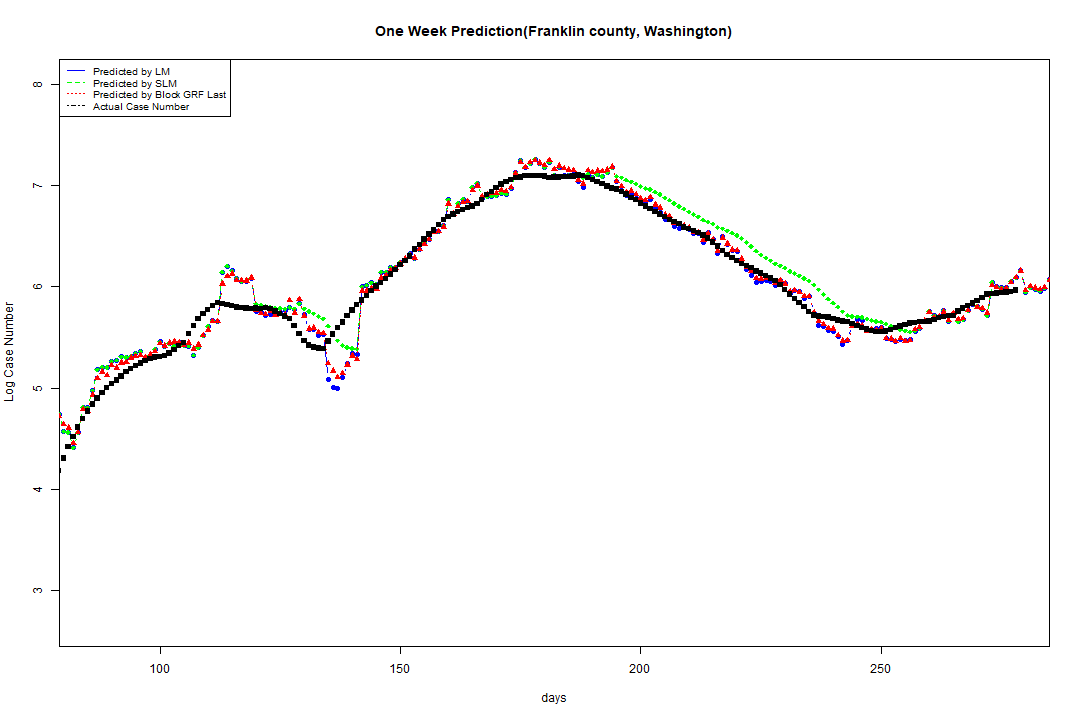 One Week Prediction(Franklin county, Washington)
Predicted by LM
Predicted by SLM
Predicted by Block GRF Last
Actual Case Number
8
7
6
5
4
3
Log Case Number
100 150 200 250
days